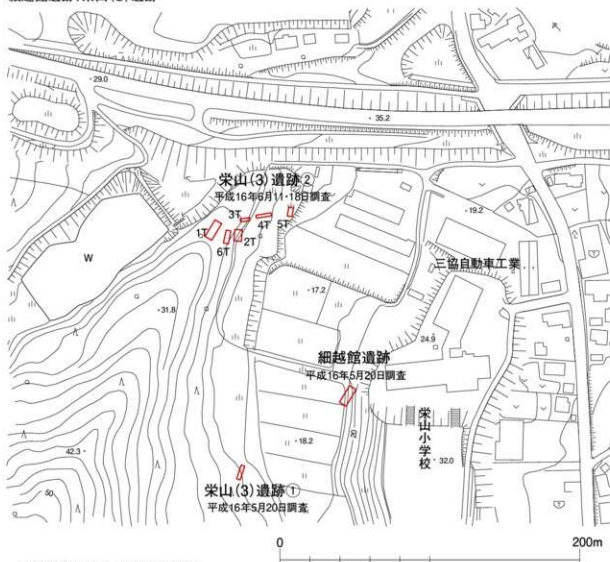 29.0
35.2
栄山(3)遺跡②
平成16年6月11・18日調査
3T
1T
4T
5T
6T
2T
19.2
三協自動車工業
W
17.2
31.8
24.9
細越館遺跡
平成16年5月20日調査
栄山小学校
20
42.3
18.2
32.0
50
栄山(3)遺跡①
平成16年5月20日調査
0
200m